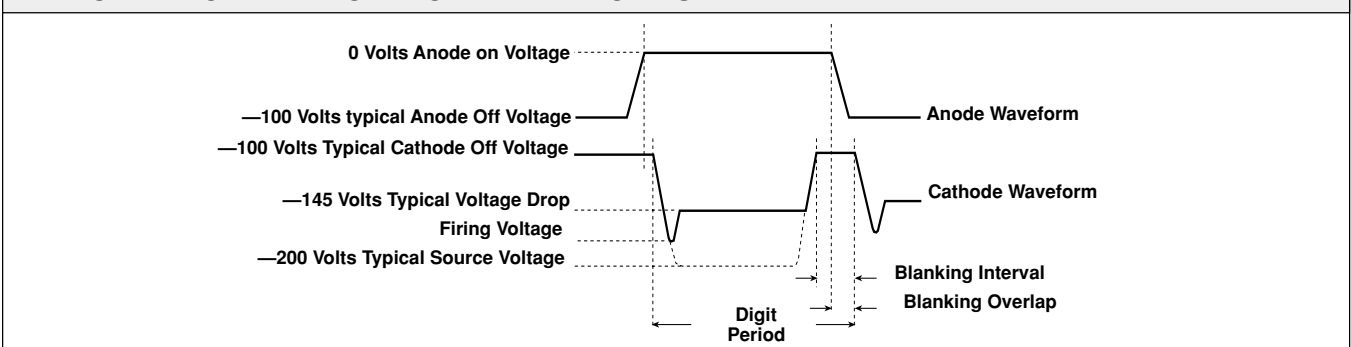 0 Volts Anode on Voltage
—100 Volts typical Anode Off Voltage
Anode Waveform
—100 Volts Typical Cathode Off Voltage
—145 Volts Typical Voltage Drop
Cathode Waveform
Firing Voltage
—200 Volts Typical Source Voltage
Blanking Interval
Blanking Overlap
Digit
Period